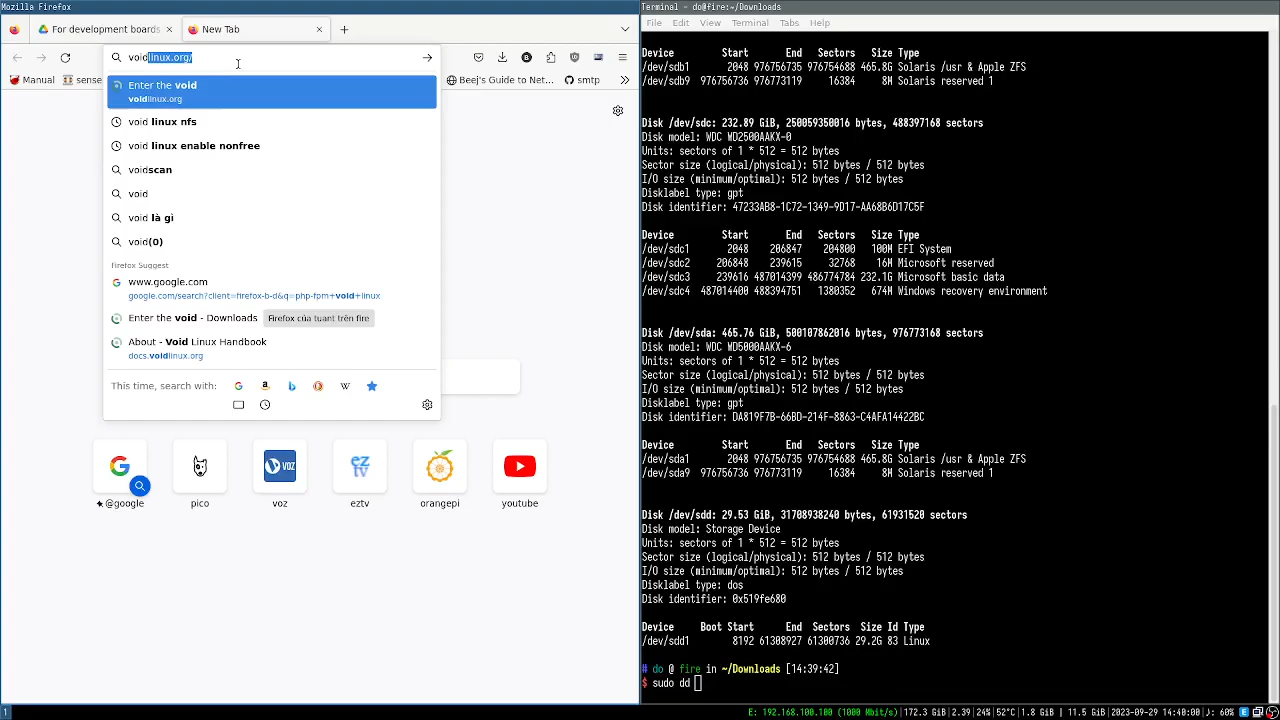 Mozilla Firefox
For development boards
New Tab
voidlinux.org/
Manual
sense
Beej's Guide to Net...
smtp
Enter the void
voidlinux.org
void linux nfs
void linux enable nonfree
voidscan
void
void là gì
void(0)
Firefox Suggest
www.google.com
google.com/search?client=firefox-b-d&q=php-fpm+void+linux
Enter the void - Downloads Firefox của tuant trên fire
About - Void Linux Handbook
docs.voidlinux.org
This time, search with:
@google
pico
voz
eztv
orangepi
youtube
VOZ
ez
tv
1
Terminal - do@fire:~/Downloads
File Edit View Terminal Tabs Help
Device Start End Sectors Size Type
/dev/sdb1 2048 976756735 976754688 465.8G Solaris /usr & Apple ZFS
/dev/sdb9 976756736 976773119 16384 8M Solaris reserved 1
Disk /dev/sdc: 232.89 GiB, 250059350016 bytes, 488397168 sectors
Disk model: WDC WD2500AAKX-0
Units: sectors of 1 * 512 = 512 bytes
Sector size (logical/physical): 512 bytes / 512 bytes
I/O size (minimum/optimal): 512 bytes / 512 bytes
Disklabel type: gpt
Disk identifier: 47233AB8-1C72-1349-9D17-AA68B6D17C5F
Device Start End Sectors Size Type
/dev/sdc1 2048 206847 204800 100M EFI System
/dev/sdc2 206848 239615 32768 16M Microsoft reserved
/dev/sdc3 239616 487014399 486774784 232.1G Microsoft basic data
/dev/sdc4 487014400 488394751 1380352 674M Windows recovery environment
Disk /dev/sda: 465.76 GiB, 500107862016 bytes, 976773168 sectors
Disk model: WDC WD5000AAKX-6
Units: sectors of 1 * 512 = 512 bytes
Sector size (logical/physical): 512 bytes / 512 bytes
I/O size (minimum/optimal): 512 bytes / 512 bytes
Disklabel type: gpt
Disk identifier: DA819F7B-66BD-214F-8863-C4AFA14422BC
Device Start End Sectors Size Type
/dev/sda1 2048 976756735 976754688 465.8G Solaris /usr & Apple ZFS
/dev/sda9 976756736 976773119 16384 8M Solaris reserved 1
Disk /dev/sdd: 29.53 GiB, 31708938240 bytes, 61931520 sectors
Disk model: Storage Device
Units: sectors of 1 * 512 = 512 bytes
Sector size (logical/physical): 512 bytes / 512 bytes
I/O size (minimum/optimal): 512 bytes / 512 bytes
Disklabel type: dos
Disk identifier: 0x519fe680
Device Boot Start End Sectors Size Id Type
/dev/sdd1 8192 61308927 61300736 29.2G 83 Linux
# do @ fire in ~/Downloads [14:39:42]
$ sudo dd
E: 192.168.100.100 (1000 Mbit/s)|172.3 GiB|2.39|24%|52°C|1.8 GiB | 11.5 GiB|2023-09-29 14:40:00|♪: 60%